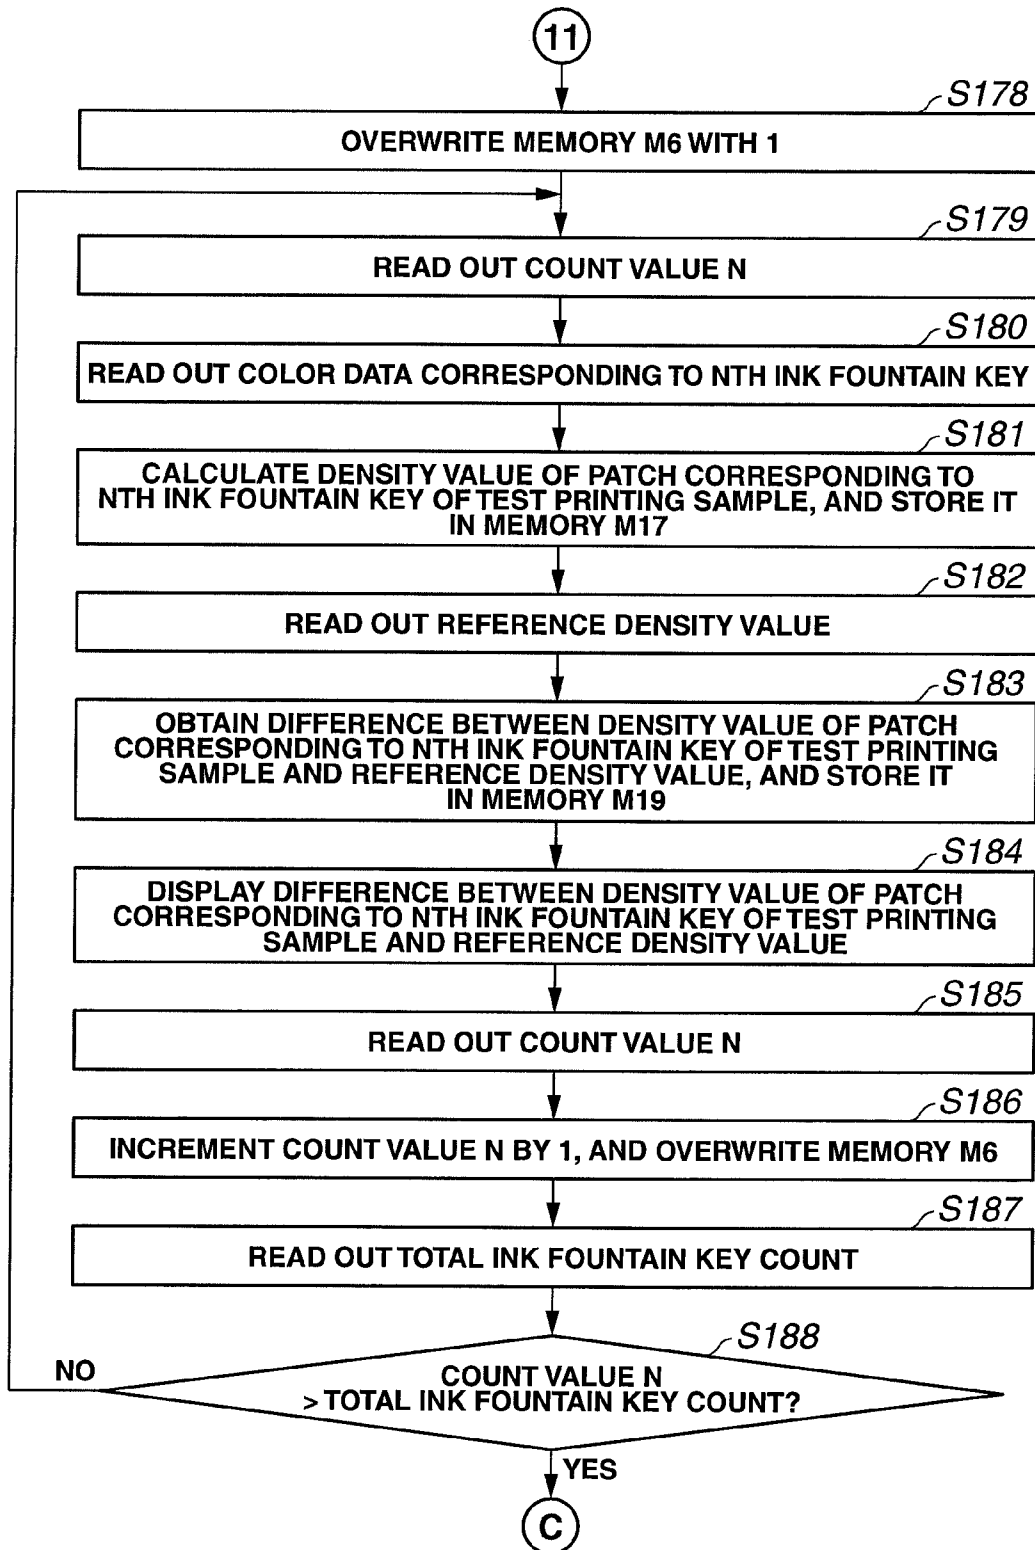 11
S178
OVERWRITE MEMORY M6 WITH 1
S179
READ OUT COUNT VALUE N
S180
READ OUT COLOR DATA CORRESPONDING TO NTH INK FOUNTAIN KEY
S181
CALCULATE DENSITY VALUE OF PATCH CORRESPONDING TO
NTH INK FOUNTAIN KEY OF TEST PRINTING SAMPLE, AND STORE IT
IN MEMORY M17
S182
READ OUT REFERENCE DENSITY VALUE
S183
OBTAIN DIFFERENCE BETWEEN DENSITY VALUE OF PATCH
CORRESPONDING TO NTH INK FOUNTAIN KEY OF TEST PRINTING
SAMPLE AND REFERENCE DENSITY VALUE, AND STORE IT
IN MEMORY M19
S184
DISPLAY DIFFERENCE BETWEEN DENSITY VALUE OF PATCH
CORRESPONDING TO NTH INK FOUNTAIN KEY OF TEST PRINTING
SAMPLE AND REFERENCE DENSITY VALUE
S185
READ OUT COUNT VALUE N
S186
INCREMENT COUNT VALUE N BY 1, AND OVERWRITE MEMORY M6
S187
READ OUT TOTAL INK FOUNTAIN KEY COUNT
S188
NO
COUNT VALUE N
> TOTAL INK FOUNTAIN KEY COUNT?
YES
C